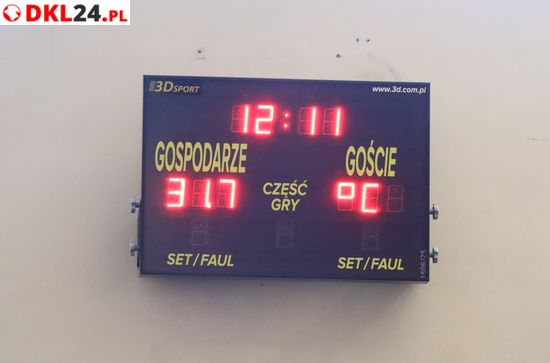 DKL24.PL
3DSPORT
www.3d.com.pl
12:11
GOSPODARZE
GOŚCIE
31.7
CZĘŚĆ
GRY
°C
SET/FAUL
SET/FAUL